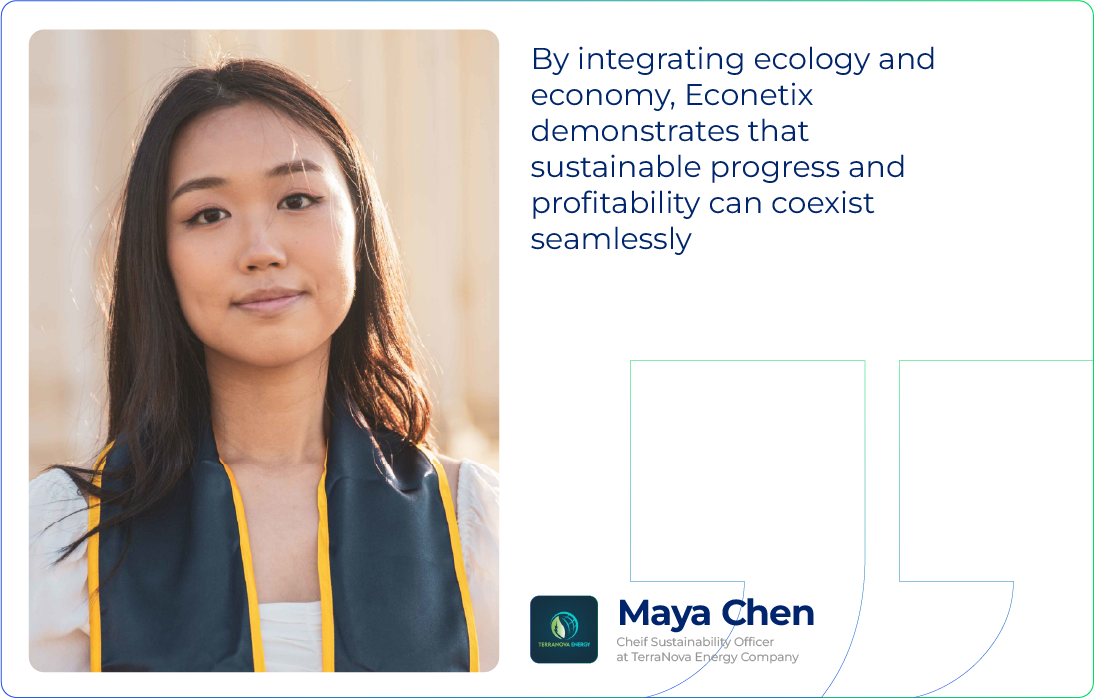 By integrating ecology and
economy, Econetix
demonstrates that
sustainable progress and
profitability can coexist
seamlessly
Maya Chen
Cheif Sustainability Officer
at TerraNova Energy Company
TERRANOVA ENERGY